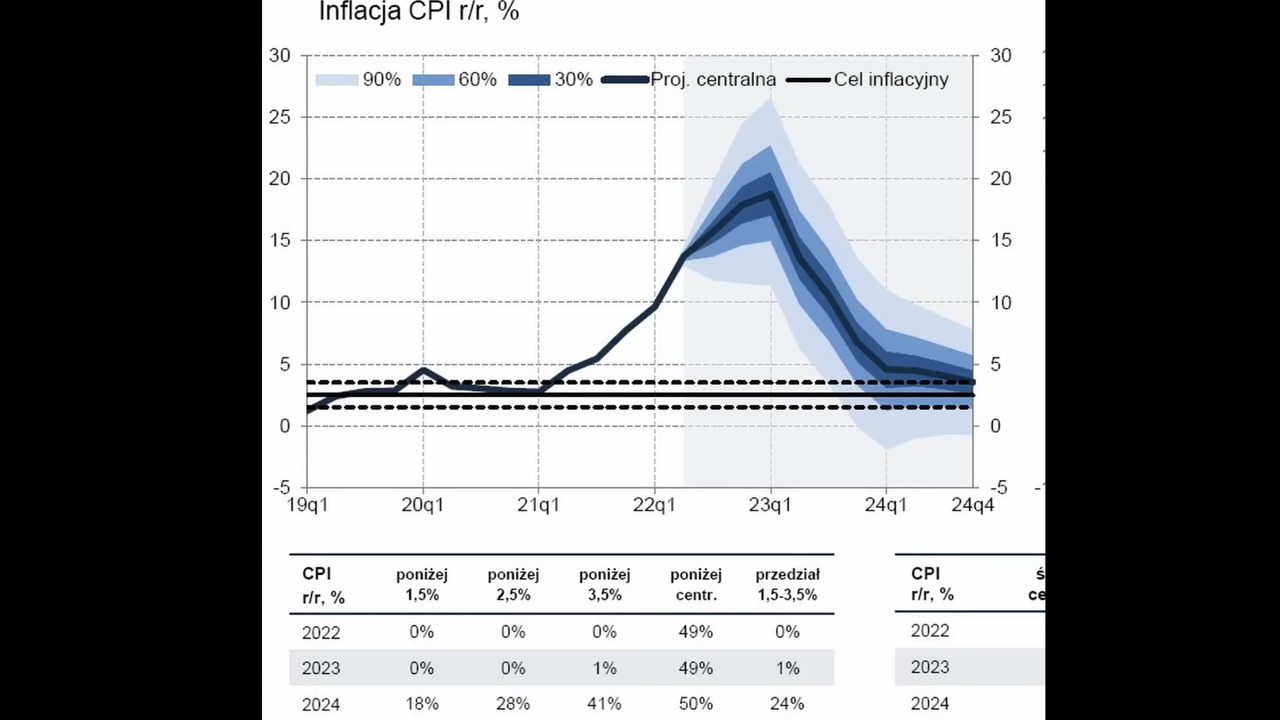 Inflacja CPI r/r, %
30 30
90% 60% 30% Proj. centralna Cel inflacyjny
25 25
20 20
15 15
10 10
5 5
0 0
-5 -5
19q1 20q1 21q1 22q1 23q1 24q1 24q4
CPI poniżej poniżej poniżej poniżej przedział
r/r, % 1,5% 2,5% 3,5% centr. 1,5-3,5%
2022 0% 0% 0% 49% 0%
2023 0% 0% 1% 49% 1%
2024 18% 28% 41% 50% 24%
CPI
r/r, %
2022
2023
2024